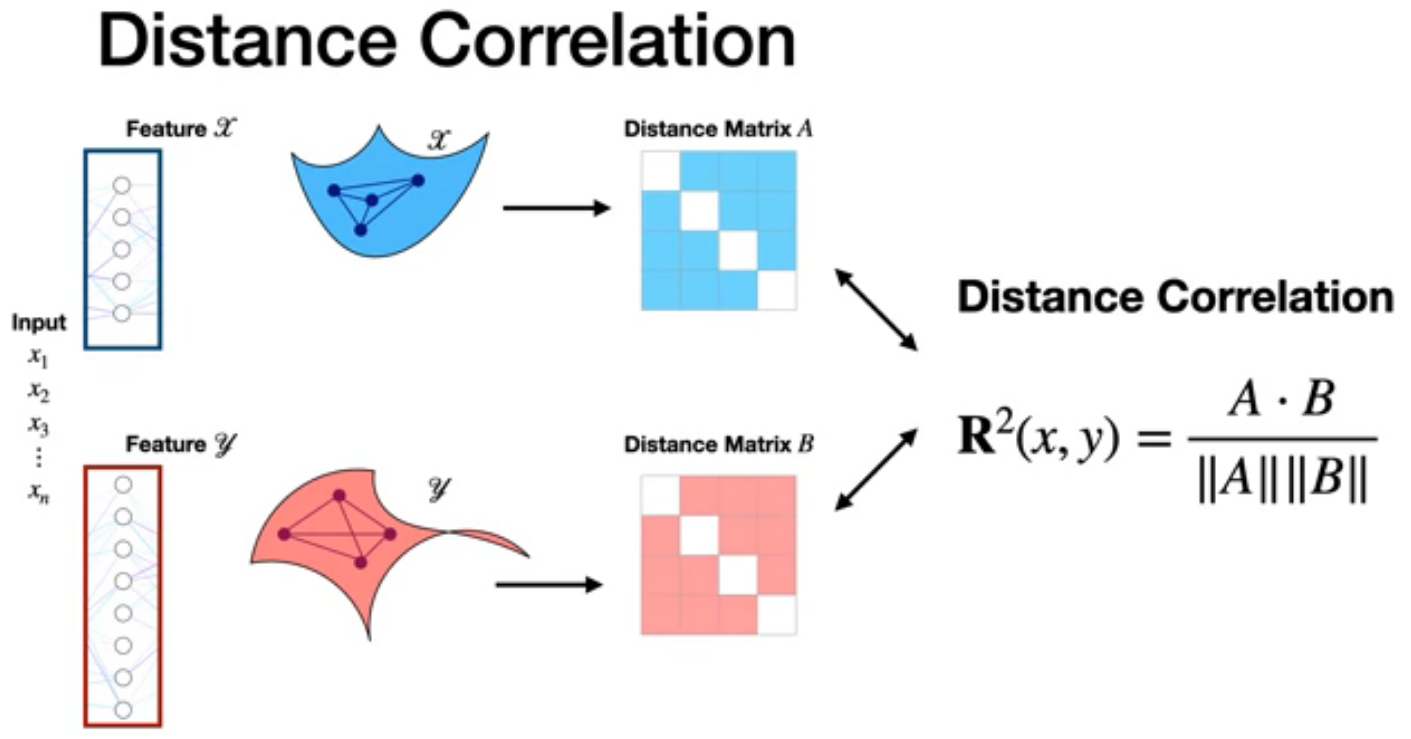 Distance Correlation
Feature 𝒳
𝒳
Distance Matrix A
Input
x₁
x₂
x₃
⋮
xₙ
Feature 𝒴
𝒴
Distance Matrix B
Distance Correlation
R²(x, y) = A · B / ‖A‖‖B‖